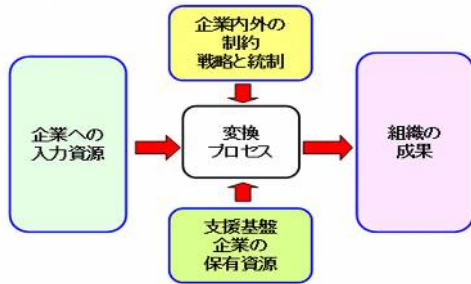 企業内外の
制約
戦略と統制
企業への
入力資源
変換
プロセス
組織の
成果
支援基盤
企業の
保有資源